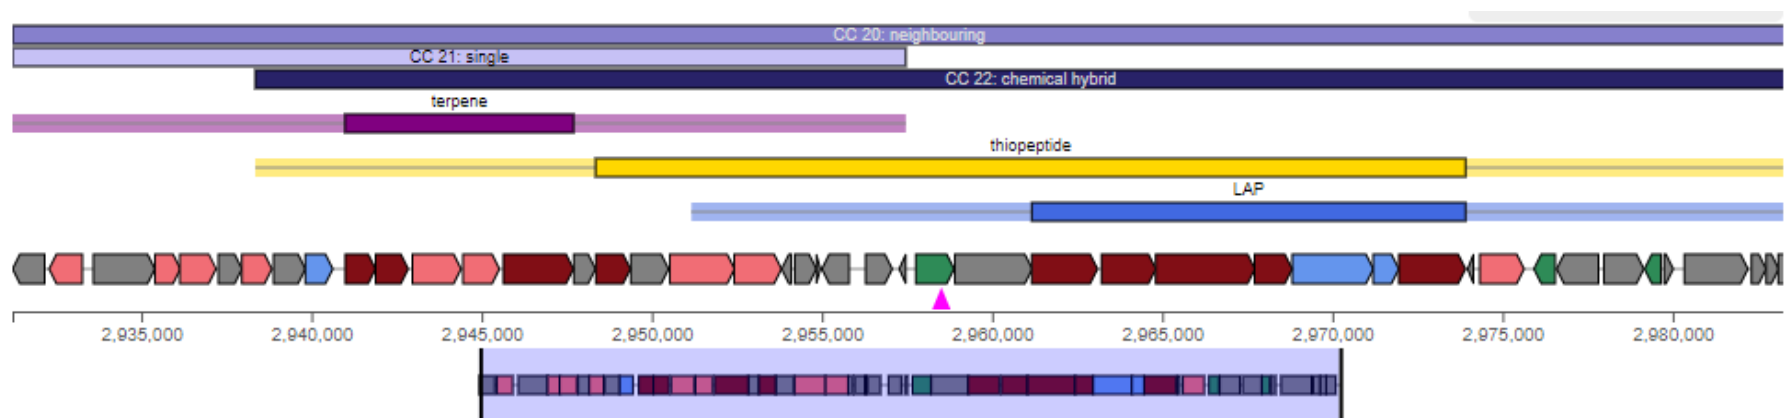 CC 20: neighbouring
CC 21: single
CC 22: chemical hybrid
terpene
thiopeptide
LAP
2,935,000 2,940,000 2,945,000 2,950,000 2,955,000 2,960,000 2,965,000 2,970,000 2,975,000 2,980,000